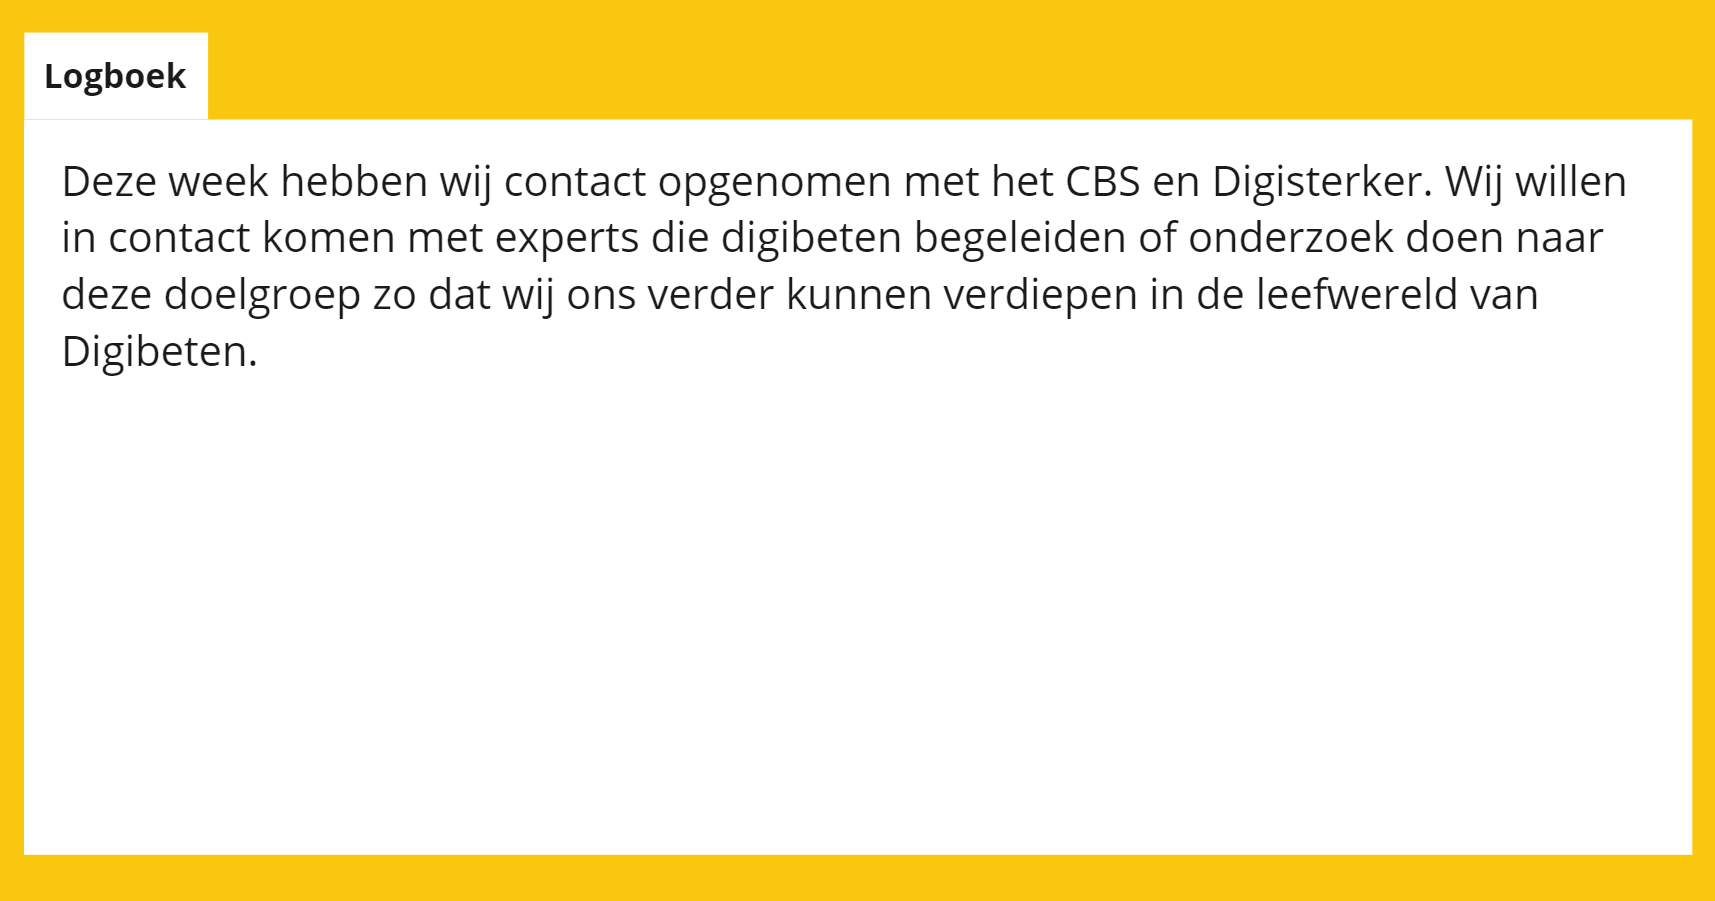 Logboek
Deze week hebben wij contact opgenomen met het CBS en Digisterker. Wij willen
in contact komen met experts die digibeten begeleiden of onderzoek doen naar
deze doelgroep zo dat wij ons verder kunnen verdiepen in de leefwereld van
Digibeten.